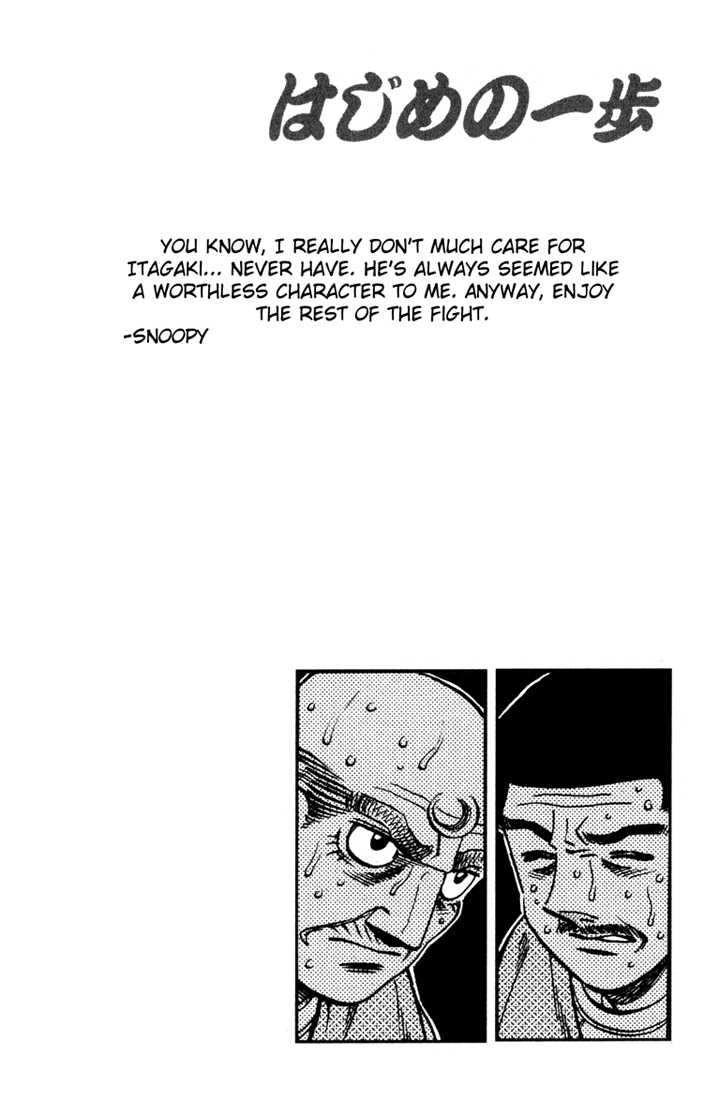 はじめの一歩
YOU KNOW, I REALLY DON'T MUCH CARE FOR
ITAGAKI... NEVER HAVE. HE'S ALWAYS SEEMED LIKE
A WORTHLESS CHARACTER TO ME. ANYWAY, ENJOY
THE REST OF THE FIGHT.
-SNOOPY